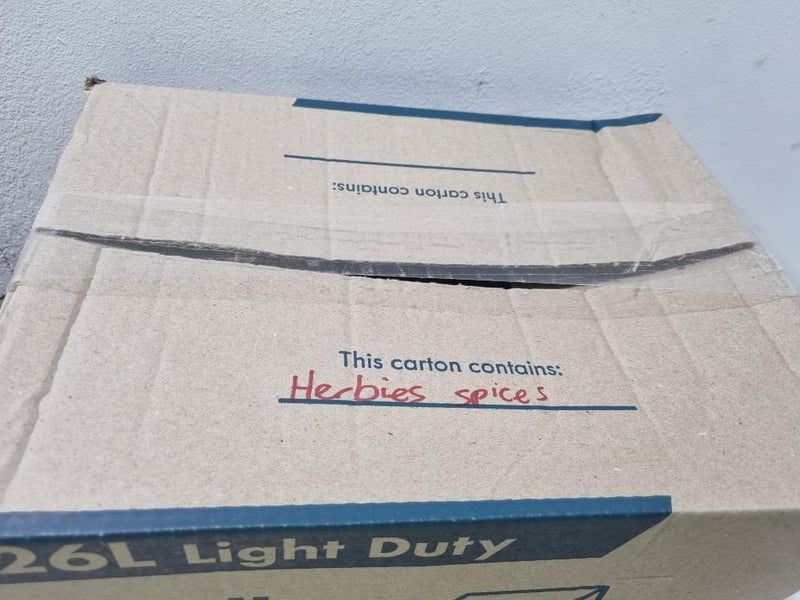 This carton contains:
This carton contains:
Herbies spices
26L Light Duty